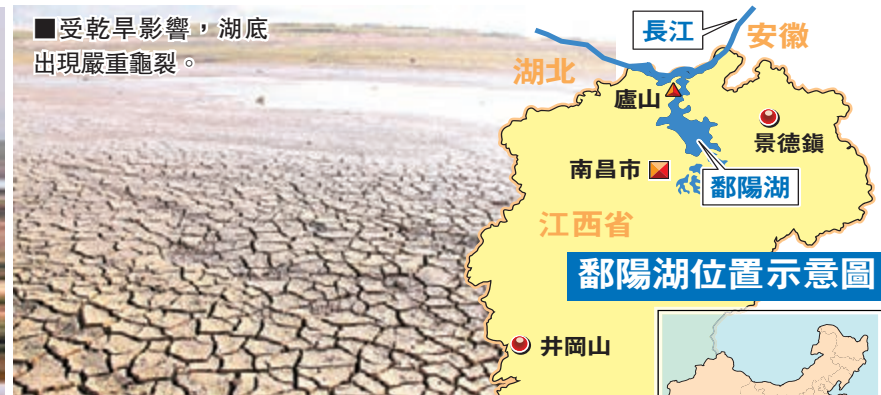 ■受乾旱影響，湖底
出現嚴重龜裂。
長江
安徽
湖北
廬山
景德鎮
南昌市
鄱陽湖
江西省
鄱陽湖位置示意圖
井岡山